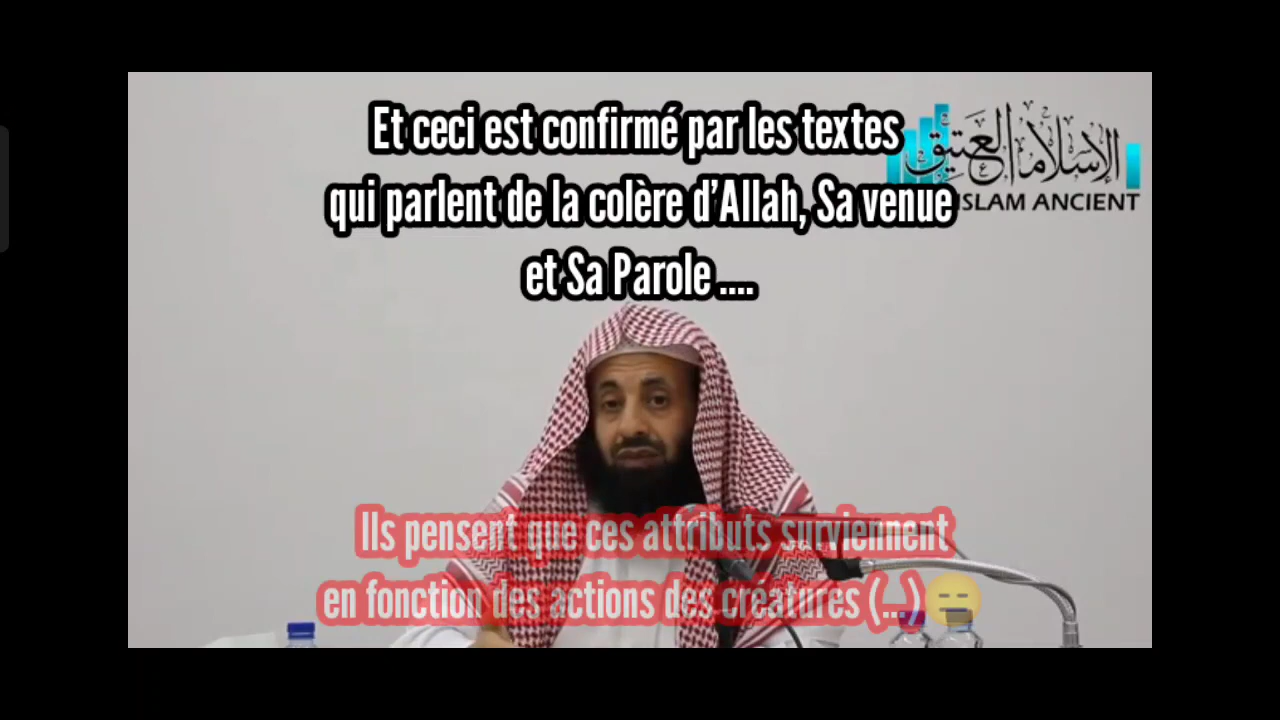 Et ceci est confirmé par les textes
qui parlent de la colère d'Allah, Sa venue
et Sa Parole ....
الإسلام العتيق
ISLAM ANCIENT
Ils pensent que ces attributs surviennent
en fonction des actions des créatures (...)😑